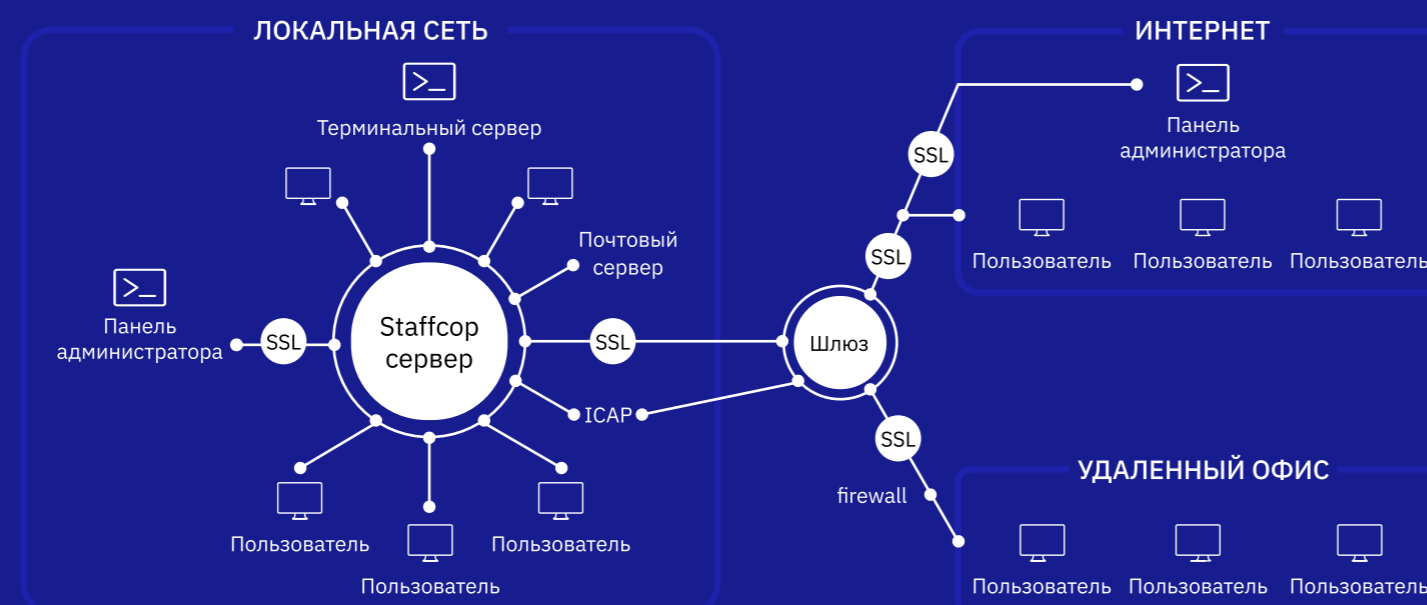 ЛОКАЛЬНАЯ СЕТЬ
>_
Терминальный сервер
Почтовый
сервер
>_
Панель
администратора
SSL
Staffcop
сервер
SSL
ICAP
Пользователь
Пользователь
Пользователь
Шлюз
SSL
SSL
SSL
firewall
ИНТЕРНЕТ
>_
Панель
администратора
Пользователь Пользователь Пользователь
УДАЛЕННЫЙ ОФИС
Пользователь Пользователь Пользователь